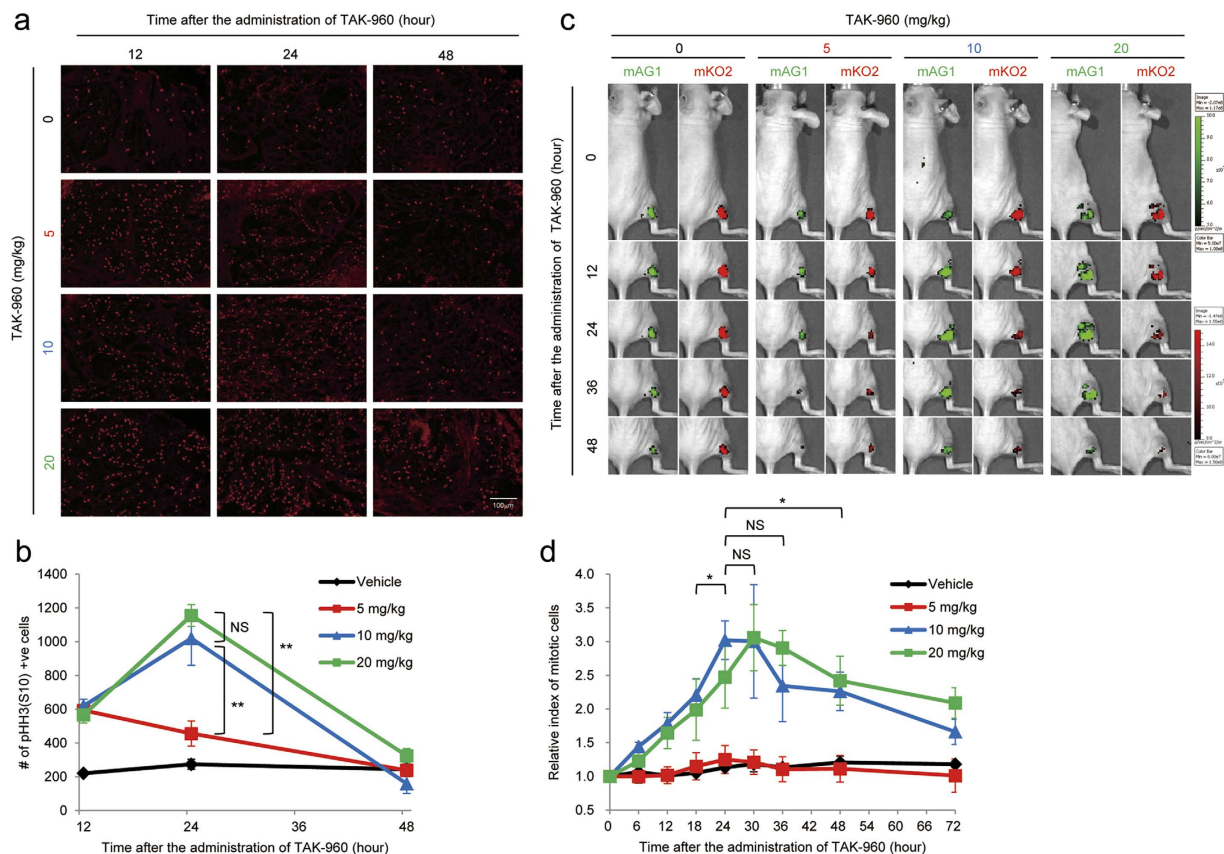 a
Time after the administration of TAK-960 (hour)
12 24 48
TAK-960 (mg/kg)
0
5
10
20
100μm
b
1400
1200
1000
800
600
400
200
0
# of pHH3(S10) +ve cells
12 24 36 48
Time after the administration of TAK-960 (hour)
Vehicle
5 mg/kg
10 mg/kg
20 mg/kg
NS
**
**
c
TAK-960 (mg/kg)
0 5 10 20
mAG1 mKO2 mAG1 mKO2 mAG1 mKO2 mAG1 mKO2
Time after the administration of TAK-960 (hour)
0
12
24
36
48
Image
Color Bar
Image
Color Bar
d
4.0
3.5
3.0
2.5
2.0
1.5
1.0
0.5
Relative index of mitotic cells
0 6 12 18 24 30 36 42 48 54 60 66 72
Time after the administration of TAK-960 (hour)
Vehicle
5 mg/kg
10 mg/kg
20 mg/kg
*
NS
NS
*